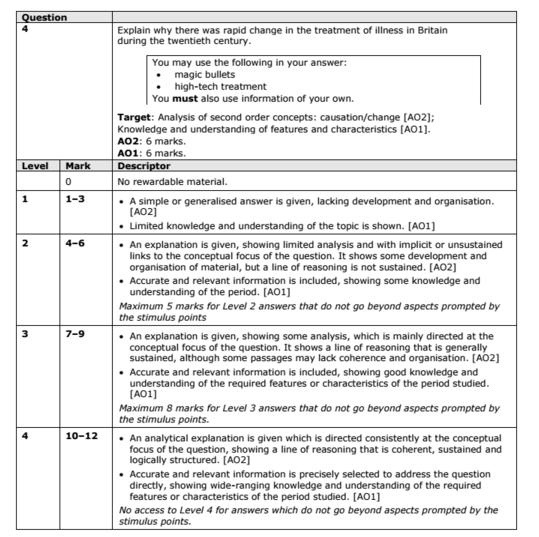 Question
4
Explain why there was rapid change in the treatment of illness in Britain
during the twentieth century.
You may use the following in your answer:
• magic bullets
• high-tech treatment
You must also use information of your own.
Target: Analysis of second order concepts: causation/change [AO2];
Knowledge and understanding of features and characteristics [AO1].
AO2: 6 marks.
AO1: 6 marks.
Level Mark Descriptor
0 No rewardable material.
1 1–3 • A simple or generalised answer is given, lacking development and organisation.
[AO2]
• Limited knowledge and understanding of the topic is shown. [AO1]
2 4–6 • An explanation is given, showing limited analysis and with implicit or unsustained
links to the conceptual focus of the question. It shows some development and
organisation of material, but a line of reasoning is not sustained. [AO2]
• Accurate and relevant information is included, showing some knowledge and
understanding of the period. [AO1]
Maximum 5 marks for Level 2 answers that do not go beyond aspects prompted by
the stimulus points
3 7–9 • An explanation is given, showing some analysis, which is mainly directed at the
conceptual focus of the question. It shows a line of reasoning that is generally
sustained, although some passages may lack coherence and organisation. [AO2]
• Accurate and relevant information is included, showing good knowledge and
understanding of the required features or characteristics of the period studied.
[AO1]
Maximum 8 marks for Level 3 answers that do not go beyond aspects prompted by
the stimulus points.
4 10–12 • An analytical explanation is given which is directed consistently at the conceptual
focus of the question, showing a line of reasoning that is coherent, sustained and
logically structured. [AO2]
• Accurate and relevant information is precisely selected to address the question
directly, showing wide-ranging knowledge and understanding of the required
features or characteristics of the period studied. [AO1]
No access to Level 4 for answers which do not go beyond aspects prompted by the
stimulus points.